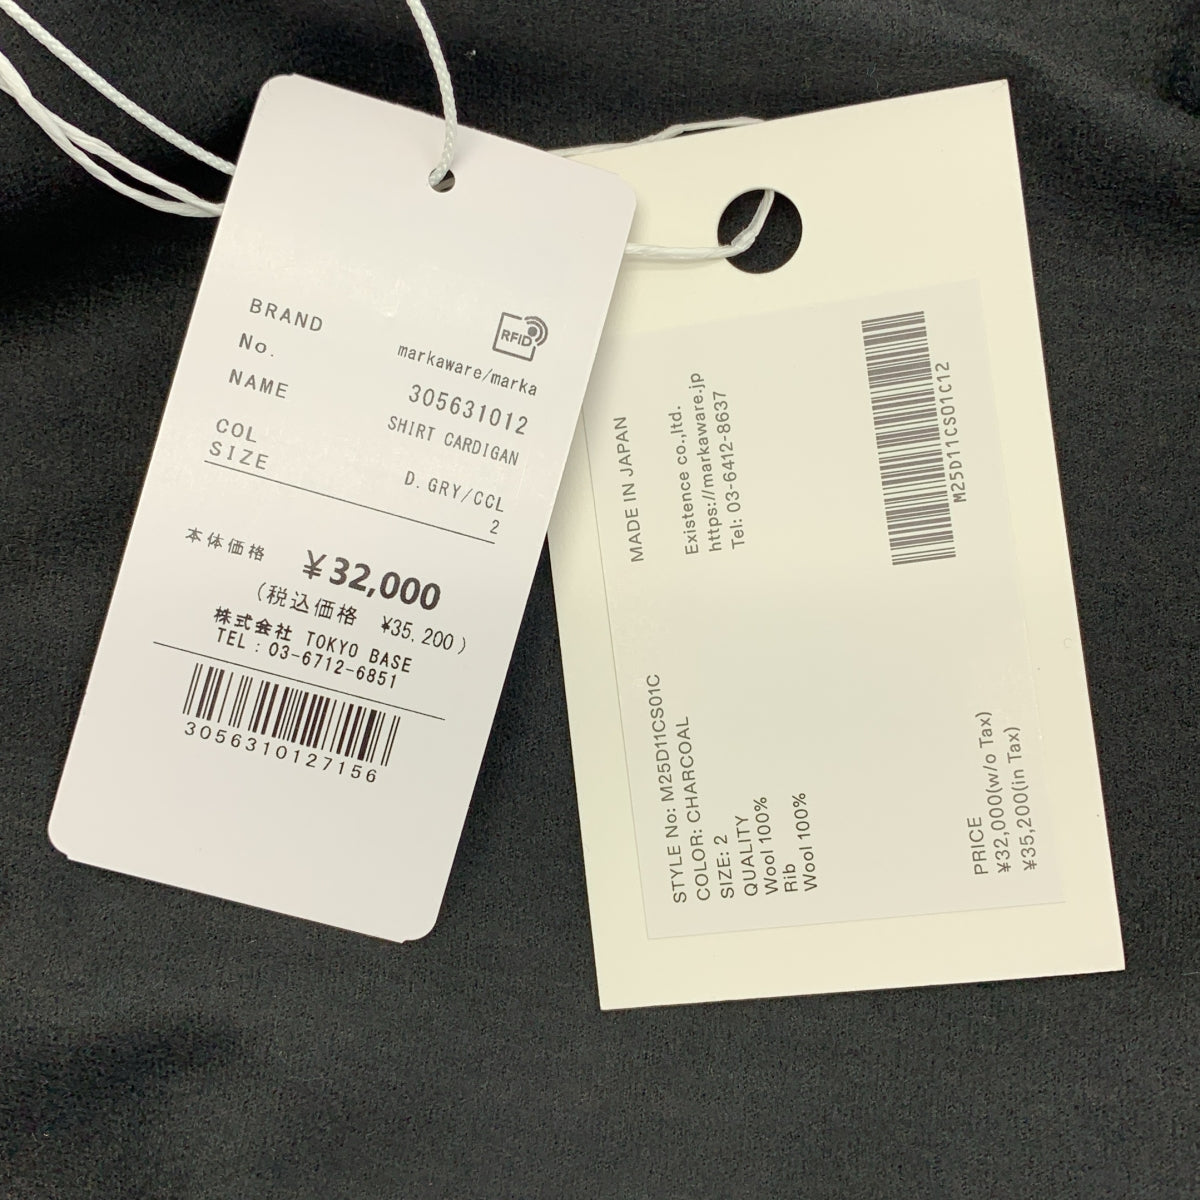 RFID
BRAND markaware/marka
No. 305631012
NAME SHIRT CARDIGAN
COL D.GRY/CCL
SIZE 2
本体価格 ¥32,000
(税込価格 ¥35,200)
株式会社 TOKYO BASE
TEL:03-6712-6851
3056310127156
MADE IN JAPAN
Existence co.,ltd.
https://markaware.jp
Tel: 03-6412-8637
M25D11CS01C12
STYLE No: M25D11CS01C
COLOR: CHARCOAL
SIZE: 2
QUALITY
Wool 100%
Rib
Wool 100%
PRICE
¥32,000(w/o Tax)
¥35,200(in Tax)